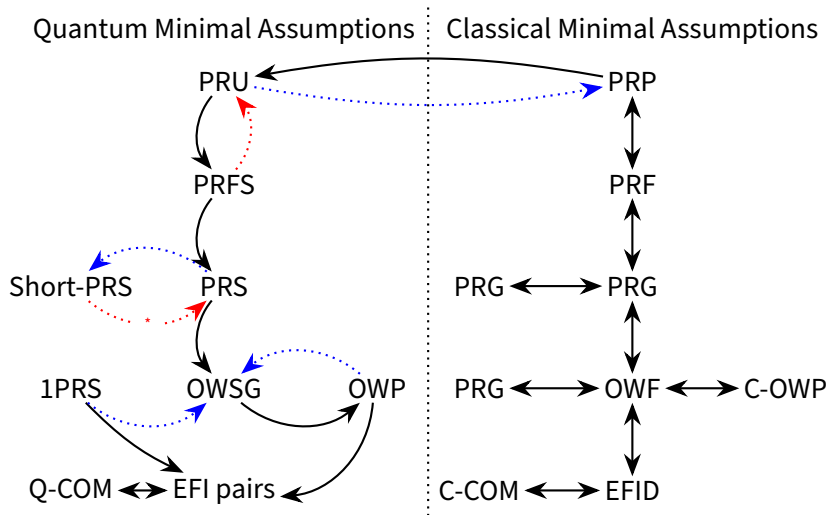 Quantum Minimal Assumptions
Classical Minimal Assumptions
PRU
PRP
PRFS
PRF
Short-PRS
PRS
PRG
PRG
*
1PRS
OWSG
OWP
PRG
OWF
C-OWP
Q-COM
EFI pairs
C-COM
EFID